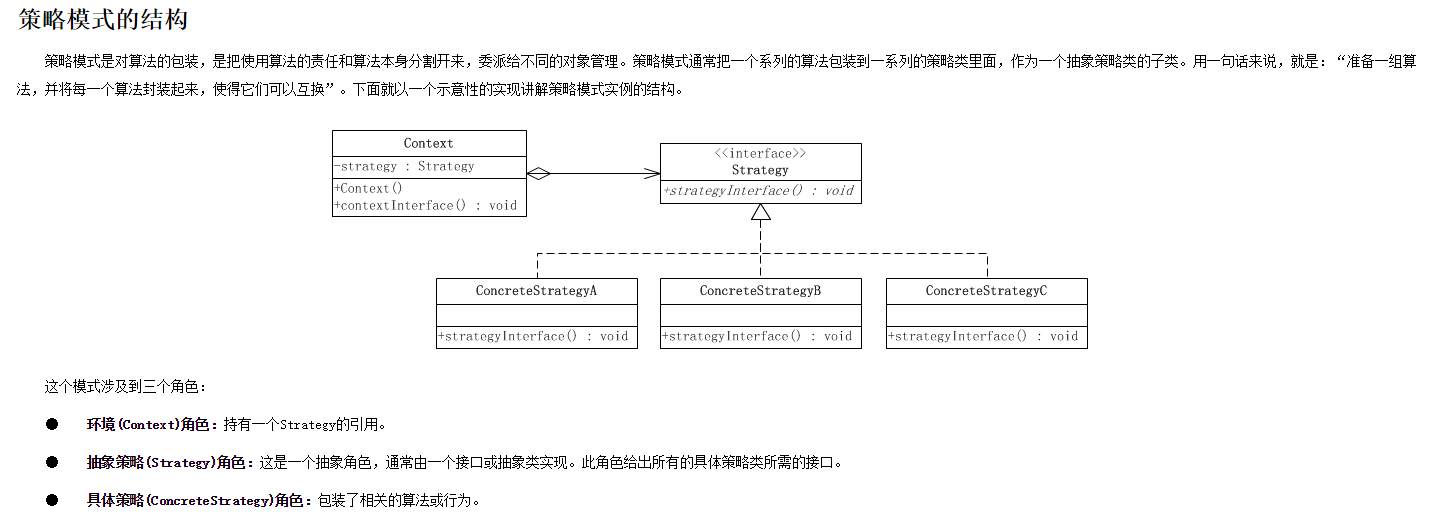 策略模式的结构
策略模式是对算法的包装，是把使用算法的责任和算法本身分割开来，委派给不同的对象管理。策略模式通常把一个系列的算法包装到一系列的策略类里面，作为一个抽象策略类的子类。用一句话来说，就是：“准备一组算
法，并将每一个算法封装起来，使得它们可以互换”。下面就以一个示意性的实现讲解策略模式实例的结构。
Context
-strategy : Strategy
+Context()
+contextInterface() : void
<<interface>>
Strategy
+strategyInterface() : void
ConcreteStrategyA
+strategyInterface() : void
ConcreteStrategyB
+strategyInterface() : void
ConcreteStrategyC
+strategyInterface() : void
这个模式涉及到三个角色：
● 环境(Context)角色：持有一个Strategy的引用。
● 抽象策略(Strategy)角色：这是一个抽象角色，通常由一个接口或抽象类实现。此角色给出所有的具体策略类所需的接口。
● 具体策略(ConcreteStrategy)角色：包装了相关的算法或行为。